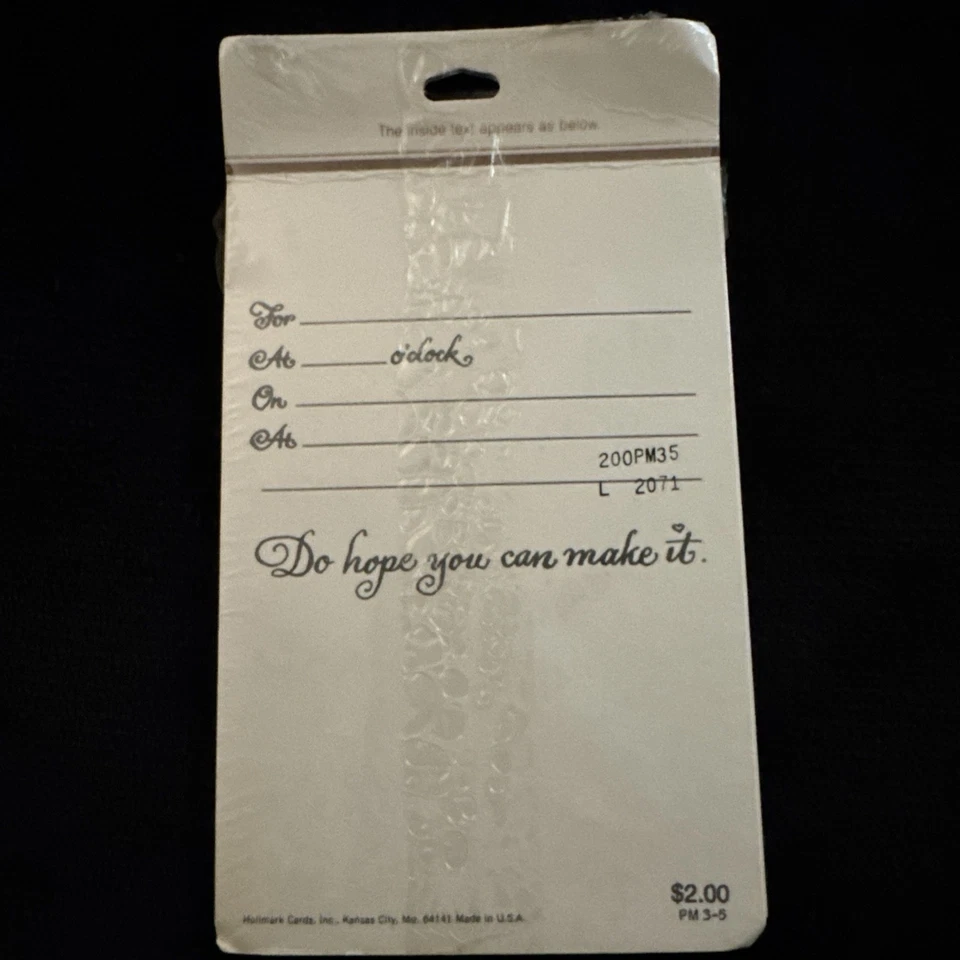 The inside text appears as below.
For
At o'clock
On
At
200PM35
L 2071
Do hope you can make it.
$2.00
PM 3-5
Hallmark Cards, Inc., Kansas City, Mo. 64141 Made in U.S.A.